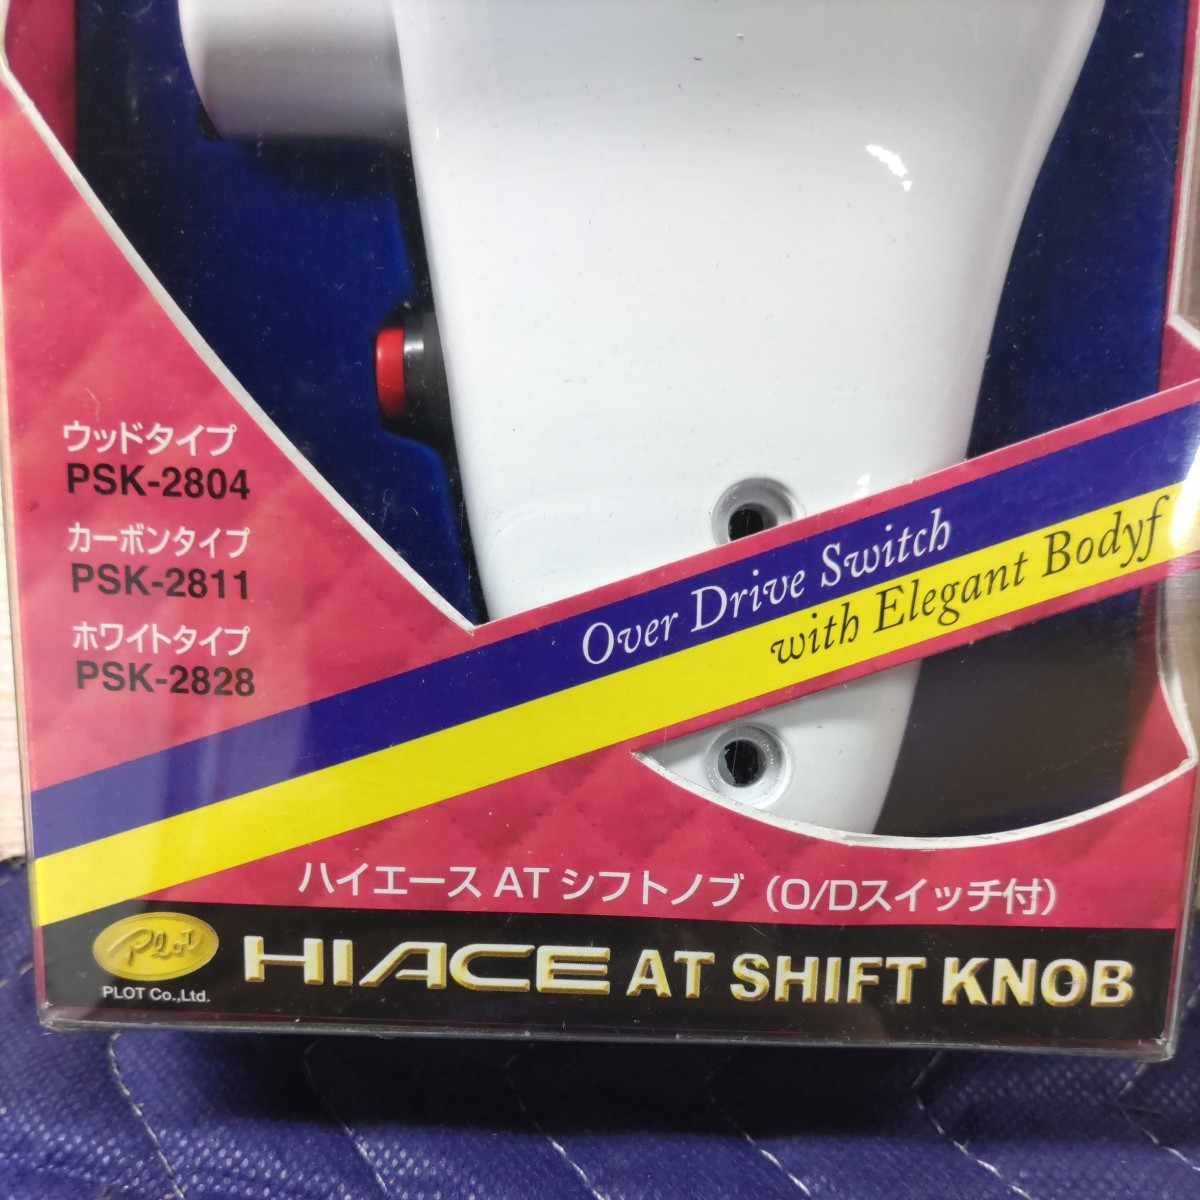 ウッドタイプ
PSK-2804
カーボンタイプ
PSK-2811
ホワイトタイプ
PSK-2828
Over Drive Switch
with Elegant Bodyf
ハイエース AT シフトノブ（O/Dスイッチ付）
PLOT
PLOT Co.,Ltd.
HIACE AT SHIFT KNOB